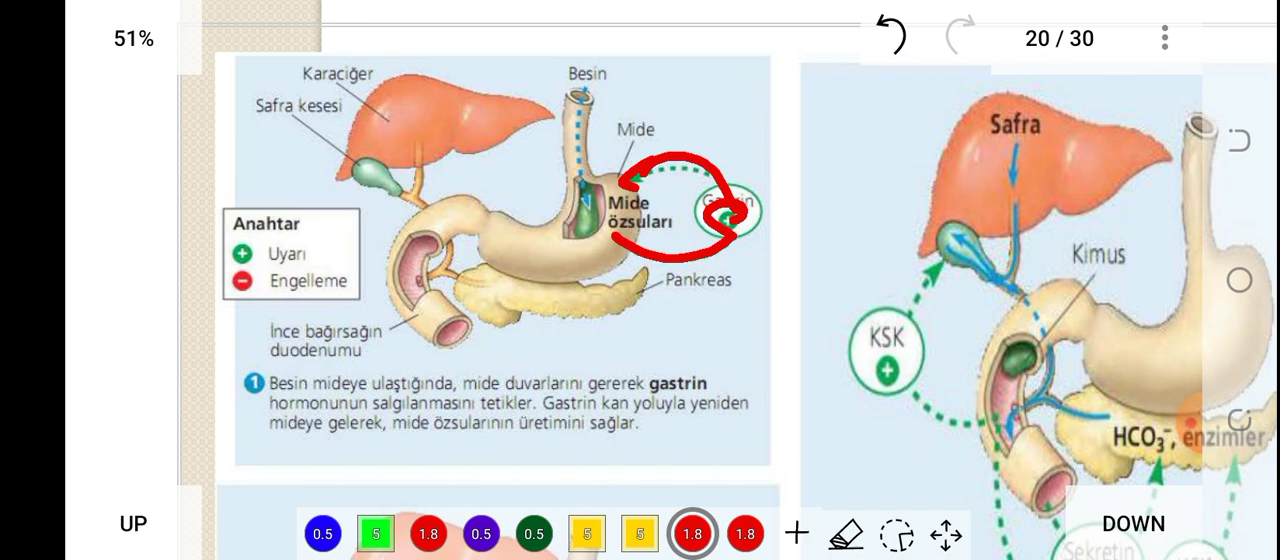 51%
20 / 30
Karaciğer
Besin
Safra kesesi
Mide
Mide
özsuları
Anahtar
Uyarı
Engelleme
Pankreas
İnce bağırsağın
duodenumu
1 Besin mideye ulaştığında, mide duvarlarını gererek gastrin
hormonunun salgılanmasını tetikler. Gastrin kan yoluyla yeniden
mideye gelerek, mide özsularının üretimini sağlar.
Safra
Kimus
KSK
HCO3⁻, enzimler
Sekretin
UP
0.5 5 1.8 0.5 0.5 5 5 1.8 1.8
DOWN